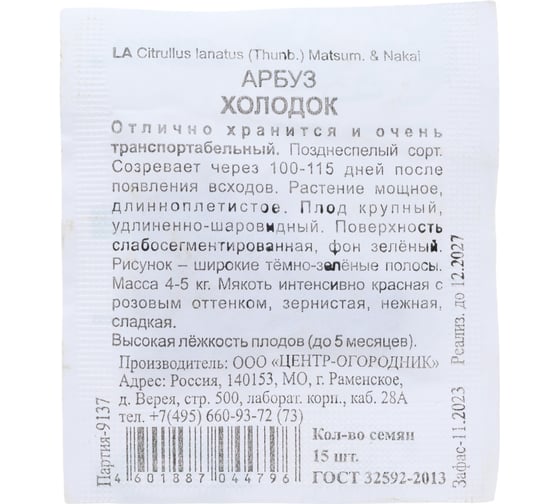 LA Citrullus lanatus (Thunb.) Matsum. & Nakai
АРБУЗ
ХОЛОДОК
Отлично хранится и очень
транспортабельный. Позднеспелый сорт.
Созревает через 100-115 дней после
появления всходов. Растение мощное,
длинноплетистое. Плод крупный,
удлиненно-шаровидный. Поверхность
слабосегментированная, фон зелёный.
Рисунок – широкие тёмно-зелёные полосы.
Масса 4-5 кг. Мякоть интенсивно красная с
розовым оттенком, зернистая, нежная,
сладкая.
Высокая лёжкость плодов (до 5 месяцев).
Производитель: ООО «ЦЕНТР-ОГОРОДНИК»
Адрес: Россия, 140153, МО, г. Раменское,
д. Верея, стр. 500, лаборат. корп., каб. 28А
тел. +7(495) 660-93-72 (73)
Партия-9137
4601887044796
Кол-во семян
15 шт.
ГОСТ 32592-2013
Зафас-11.2023 Реализ. до 12.2027